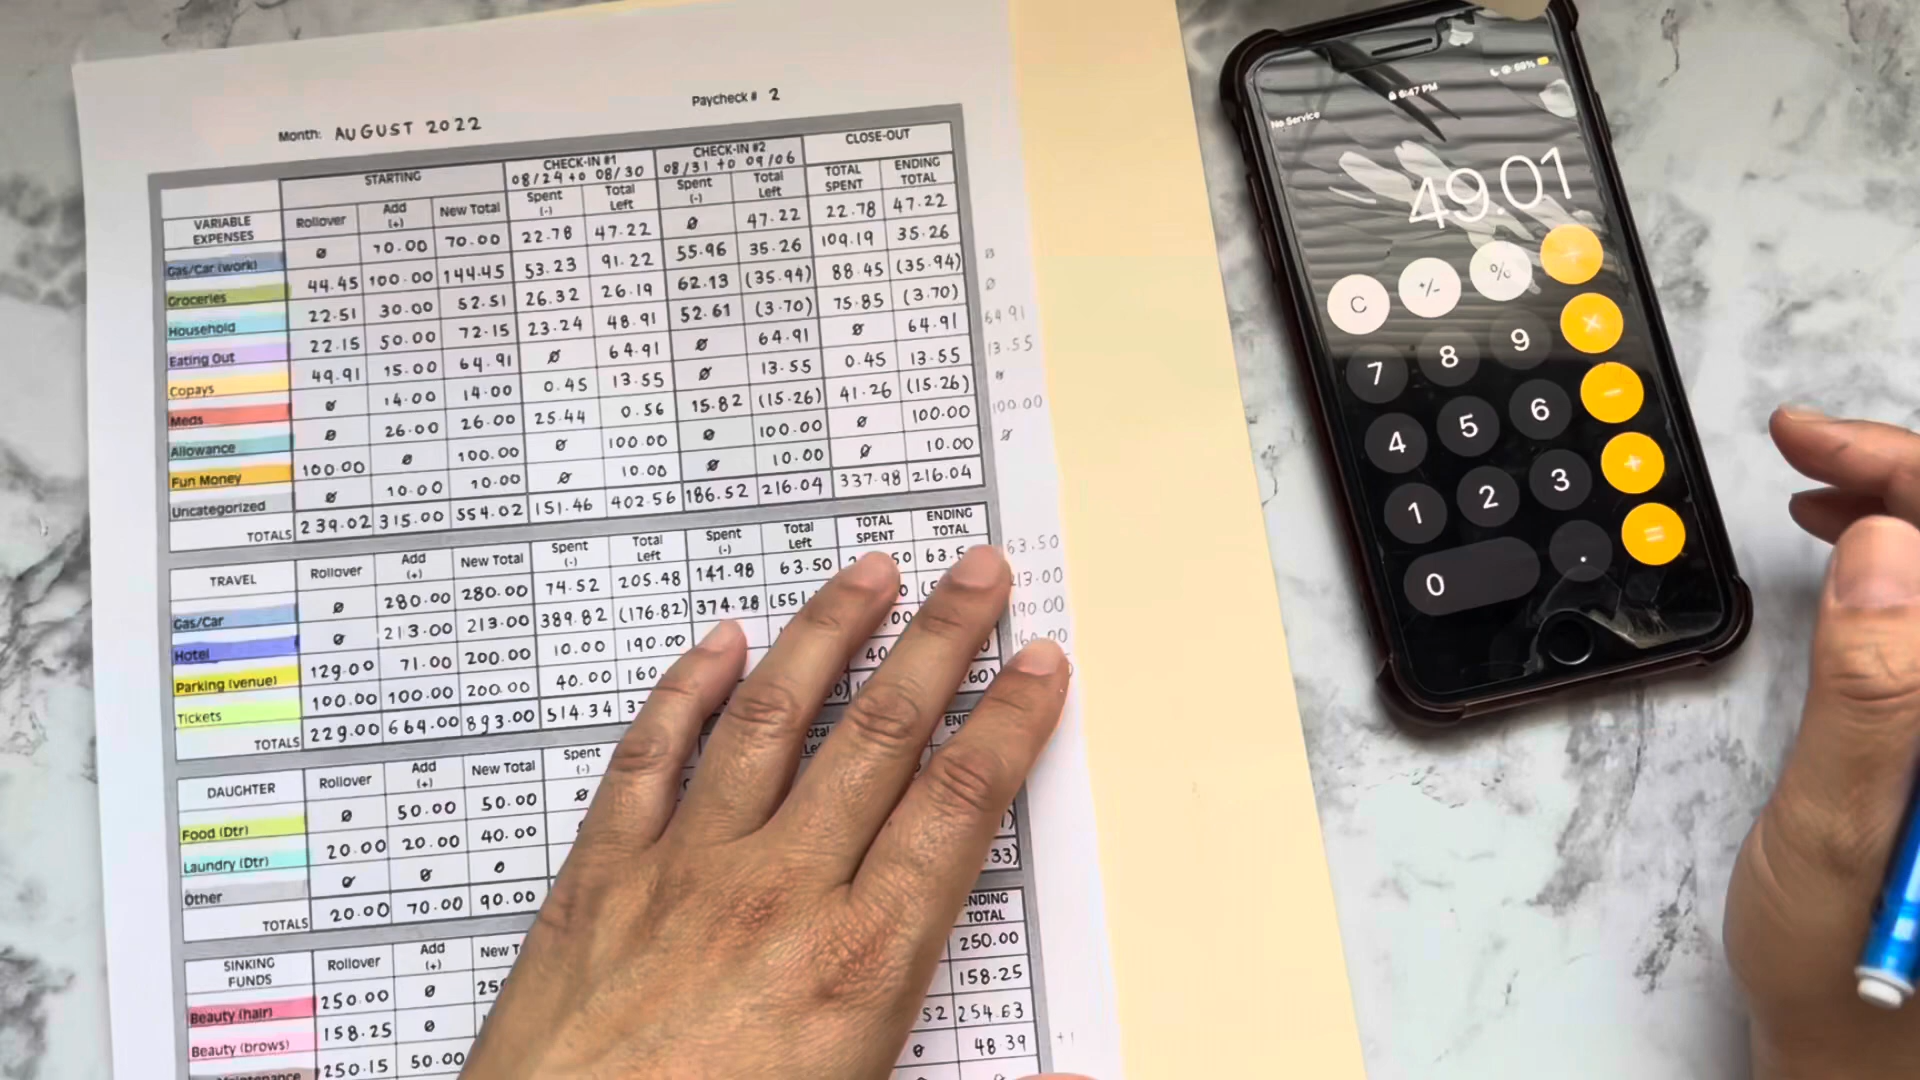 Month: AUGUST 2022 Paycheck # 2
VARIABLE EXPENSES STARTING CHECK-IN #1 08/24 to 08/30 CHECK-IN #2 08/31 to 09/06 CLOSE-OUT
Rollover Add (+) New Total Spent (-) Total Left Spent (-) Total Left TOTAL SPENT ENDING TOTAL
Gas/Car (work) ø 70.00 70.00 22.78 47.22 ø 47.22 22.78 47.22
Groceries 44.45 100.00 144.45 53.23 91.22 55.96 35.26 109.19 35.26 ø
Household 22.51 30.00 52.51 26.32 26.19 62.13 (35.94) 88.45 (35.94) ø
Eating Out 22.15 50.00 72.15 23.24 48.91 52.61 (3.70) 75.85 (3.70)
Copays 49.91 15.00 64.91 ø 64.91 ø 64.91 ø 64.91 64.91
Meds ø 14.00 14.00 0.45 13.55 ø 13.55 0.45 13.55 13.55
Allowance ø 26.00 26.00 25.44 0.56 15.82 (15.26) 41.26 (15.26) ø
Fun Money 100.00 ø 100.00 ø 100.00 ø 100.00 ø 100.00 100.00
Uncategorized ø 10.00 10.00 ø 10.00 ø 10.00 ø 10.00 ø
TOTALS 239.02 315.00 554.02 151.46 402.56 186.52 216.04 337.98 216.04
TRAVEL Rollover Add (+) New Total Spent (-) Total Left Spent (-) Total Left TOTAL SPENT ENDING TOTAL
Gas/Car ø 280.00 280.00 74.52 205.48 141.98 63.50 63.50
Hotel ø 213.00 213.00 389.82 (176.82) 374.28 (551. 213.00
Parking (venue) 129.00 71.00 200.00 10.00 190.00 190.00
Tickets 100.00 100.00 200.00 40.00 160. 40 160.00
TOTALS 229.00 664.00 893.00 514.34 .60)
DAUGHTER Rollover Add (+) New Total Spent (-)
Food (Dtr) ø 50.00 50.00 ø
Laundry (Dtr) 20.00 20.00 40.00
Other ø ø 0
TOTALS 20.00 70.00 90.00 .33)
SINKING FUNDS Rollover Add (+) New T ENDING TOTAL
Beauty (hair) 250.00 ø 250.00
Beauty (brows) 158.25 ø 158.25
250.15 50.00 52 254.63
ø 48.39
No Service 6:47 PM 69%
49.01
C +/- % ÷
7 8 9 ×
4 5 6 −
1 2 3 +
0 . =